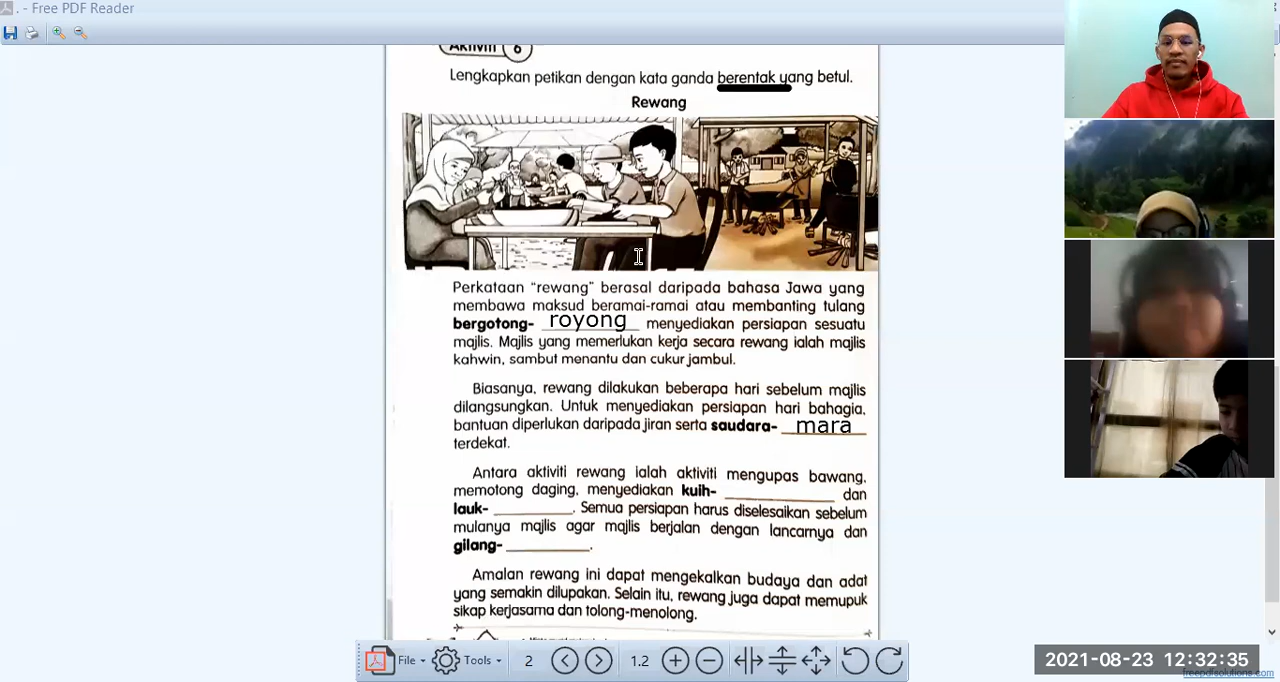 . - Free PDF Reader
Aktiviti 6
Lengkapkan petikan dengan kata ganda berentak yang betul.
Rewang
Perkataan “rewang” berasal daripada bahasa Jawa yang
membawa maksud beramai-ramai atau membanting tulang
bergotong- royong menyediakan persiapan sesuatu
majlis. Majlis yang memerlukan kerja secara rewang ialah majlis
kahwin, sambut menantu dan cukur jambul.
Biasanya, rewang dilakukan beberapa hari sebelum majlis
dilangsungkan. Untuk menyediakan persiapan hari bahagia,
bantuan diperlukan daripada jiran serta saudara- mara
terdekat.
Antara aktiviti rewang ialah aktiviti mengupas bawang,
memotong daging, menyediakan kuih- ____________ dan
lauk- _________. Semua persiapan harus diselesaikan sebelum
mulanya majlis agar majlis berjalan dengan lancarnya dan
gilang- _________.
Amalan rewang ini dapat mengekalkan budaya dan adat
yang semakin dilupakan. Selain itu, rewang juga dapat memupuk
sikap kerjasama dan tolong-menolong.
File Tools 2 1.2
2021-08-23 12:32:35
freepdfsolutions.com